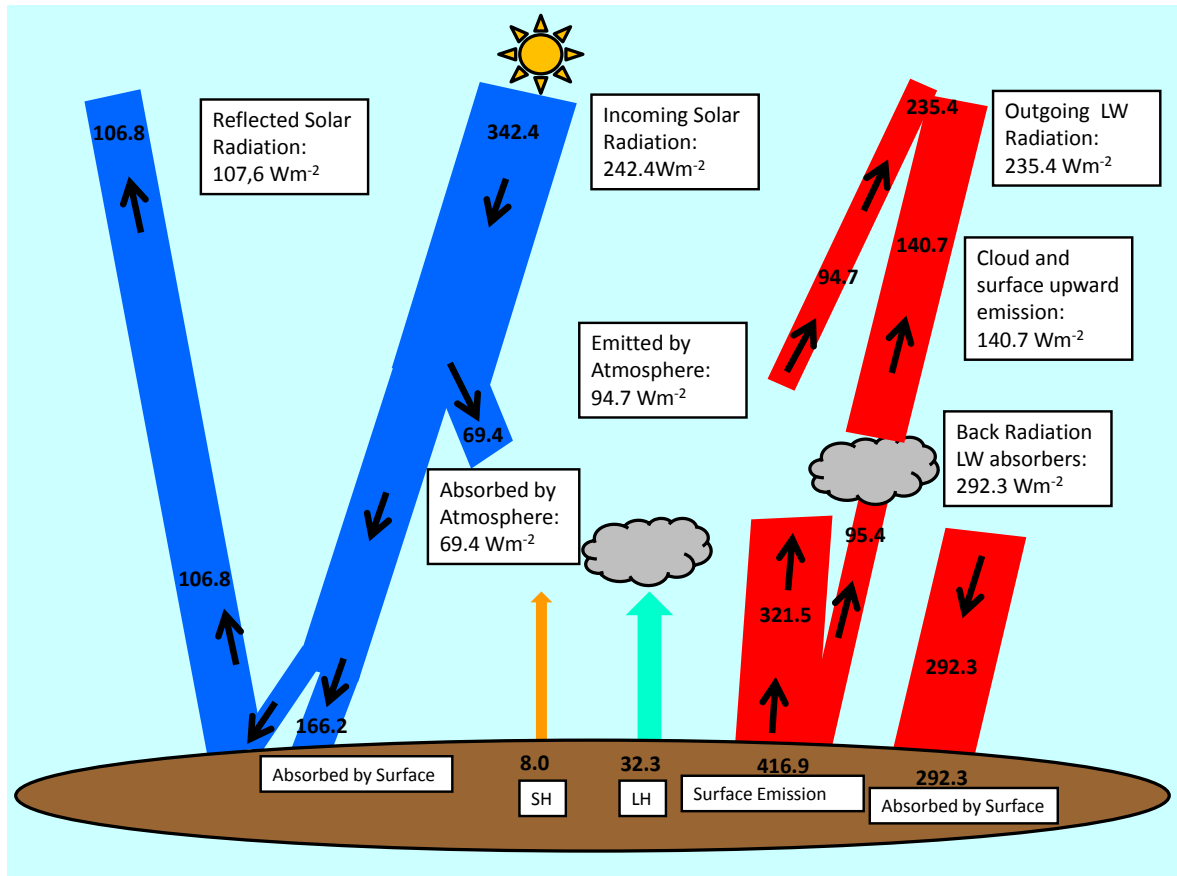 106.8
Reflected Solar
Radiation:
107,6 Wm-2
342.4
Incoming Solar
Radiation:
242.4Wm-2
235.4
Outgoing LW
Radiation:
235.4 Wm-2
140.7
94.7
Cloud and
surface upward
emission:
140.7 Wm-2
Emitted by
Atmosphere:
94.7 Wm-2
69.4
Absorbed by
Atmosphere:
69.4 Wm-2
Back Radiation
LW absorbers:
292.3 Wm-2
95.4
106.8
321.5
292.3
166.2
Absorbed by Surface
8.0
SH
32.3
LH
416.9
Surface Emission
292.3
Absorbed by Surface